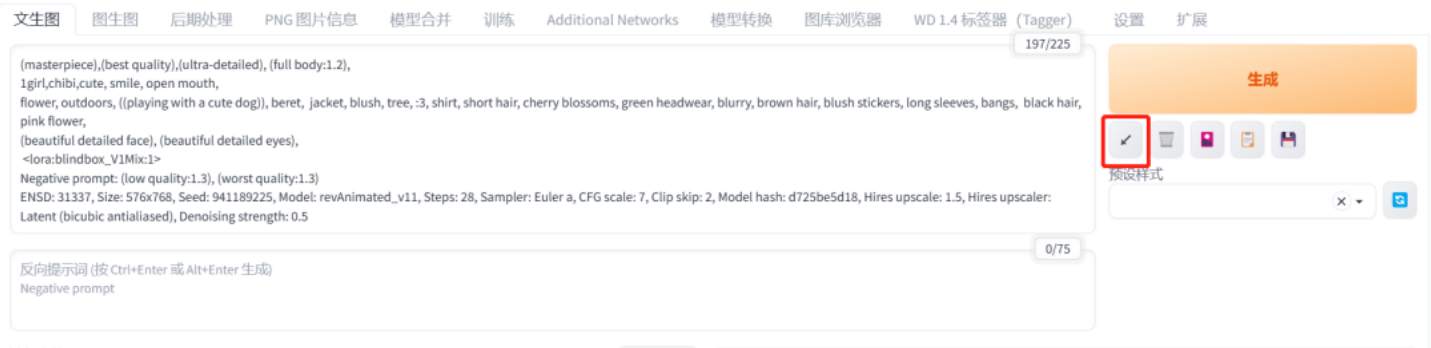 文生图 图生图 后期处理 PNG 图片信息 模型合并 训练 Additional Networks 模型转换 图库浏览器 WD 1.4 标签器（Tagger） 设置 扩展
197/225
(masterpiece),(best quality),(ultra-detailed), (full body:1.2),
1girl,chibi,cute, smile, open mouth,
flower, outdoors, ((playing with a cute dog)), beret, jacket, blush, tree, :3, shirt, short hair, cherry blossoms, green headwear, blurry, brown hair, blush stickers, long sleeves, bangs, black hair,
pink flower,
(beautiful detailed face), (beautiful detailed eyes),
<lora:blindbox_V1Mix:1>
Negative prompt: (low quality:1.3), (worst quality:1.3)
ENSD: 31337, Size: 576x768, Seed: 941189225, Model: revAnimated_v11, Steps: 28, Sampler: Euler a, CFG scale: 7, Clip skip: 2, Model hash: d725be5d18, Hires upscale: 1.5, Hires upscaler:
Latent (bicubic antialiased), Denoising strength: 0.5
生成
预设样式
0/75
反向提示词 (按 Ctrl+Enter 或 Alt+Enter 生成)
Negative prompt